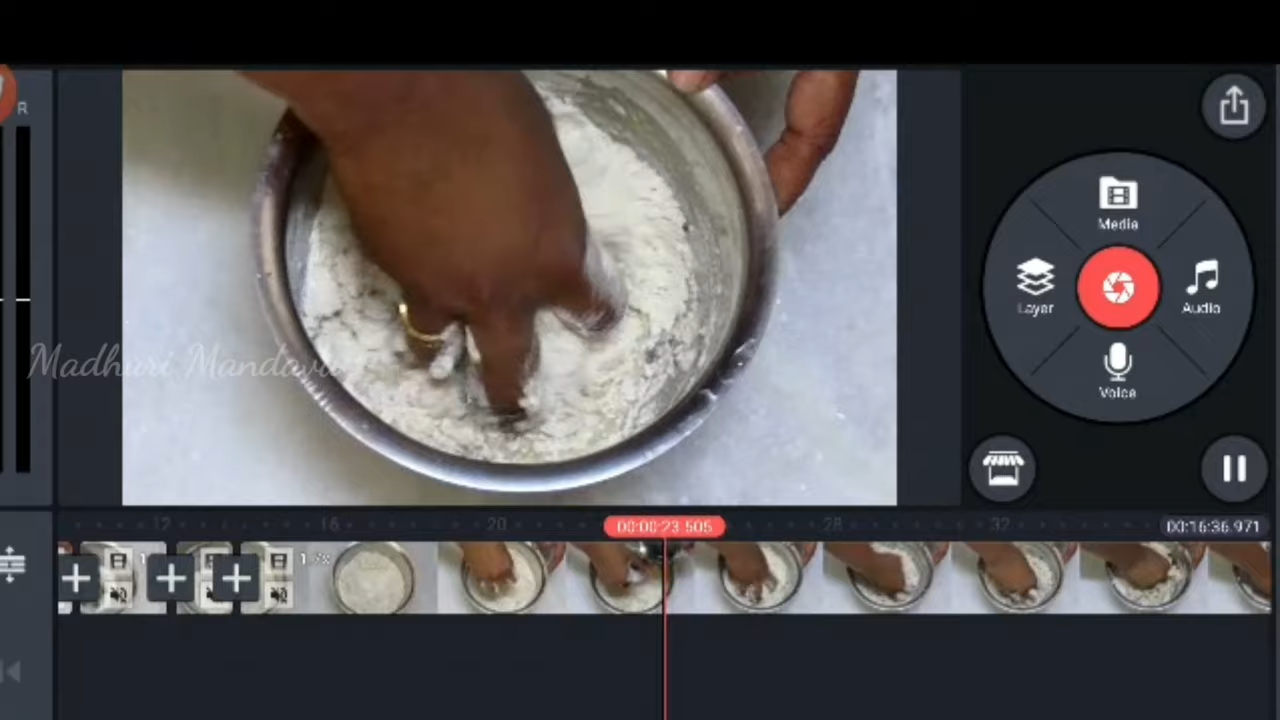 R
Media
Layer
Audio
Voice
Madhuri Mandava
12
16
20
00:00:23.505
28
32
00:16:36.971